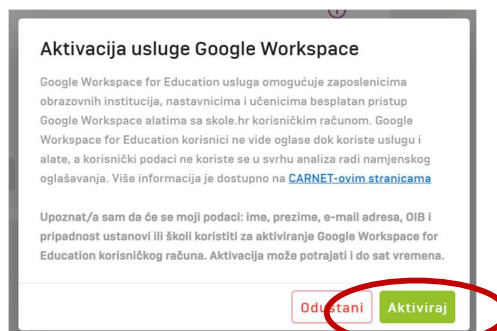 Aktivacija usluge Google Workspace
Google Workspace for Education usluga omogućuje zaposlenicima
obrazovnih institucija, nastavnicima i učenicima besplatan pristup
Google Workspace alatima sa skole.hr korisničkim računom. Google
Workspace for Education korisnici ne vide oglase dok koriste uslugu i
alate, a korisnički podaci ne koriste se u svrhu analiza radi namjenskog
oglašavanja. Više informacija je dostupno na CARNET-ovim stranicama
Upoznat/a sam da će se moji podaci: ime, prezime, e-mail adresa, OIB i
pripadnost ustanovi ili školi koristiti za aktiviranje Google Workspace for
Education korisničkog računa. Aktivacija može potrajati i do sat vremena.
Odustani Aktiviraj